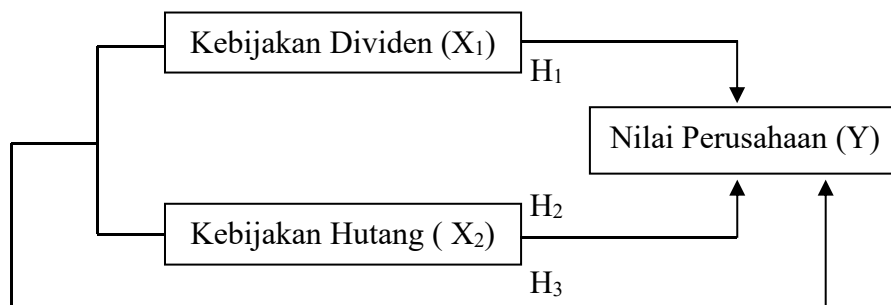 Kebijakan Dividen (X₁)
H₁
Nilai Perusahaan (Y)
H₂
Kebijakan Hutang ( X₂)
H₃